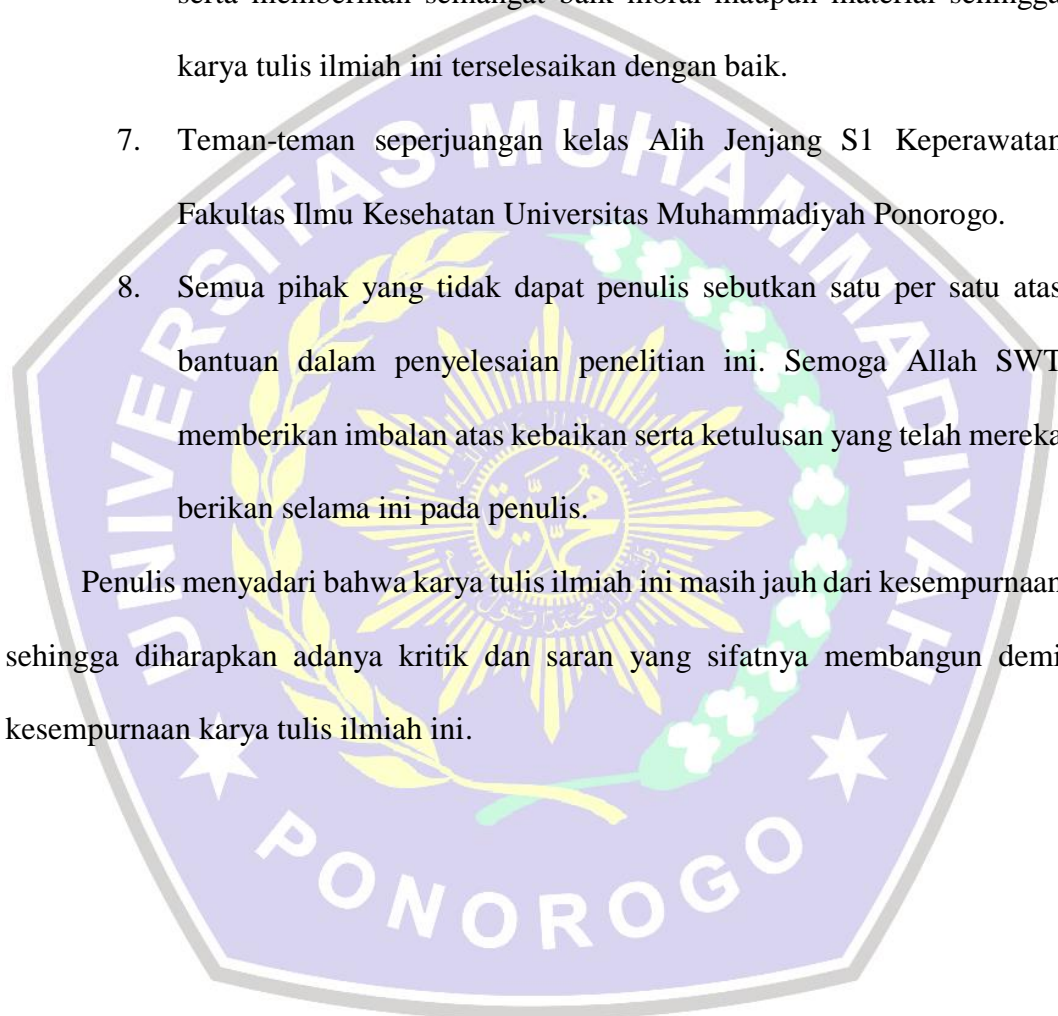 serta memberikan semangat baik moral maupun material sehingga
karya tulis ilmiah ini terselesaikan dengan baik.
7. Teman-teman seperjuangan kelas Alih Jenjang S1 Keperawatan
Fakultas Ilmu Kesehatan Universitas Muhammadiyah Ponorogo.
8. Semua pihak yang tidak dapat penulis sebutkan satu per satu atas
bantuan dalam penyelesaian penelitian ini. Semoga Allah SWT
memberikan imbalan atas kebaikan serta ketulusan yang telah mereka
berikan selama ini pada penulis.
Penulis menyadari bahwa karya tulis ilmiah ini masih jauh dari kesempurnaan
sehingga diharapkan adanya kritik dan saran yang sifatnya membangun demi
kesempurnaan karya tulis ilmiah ini.
UNIVERSITAS MUHAMMADIYAH
PONOROGO